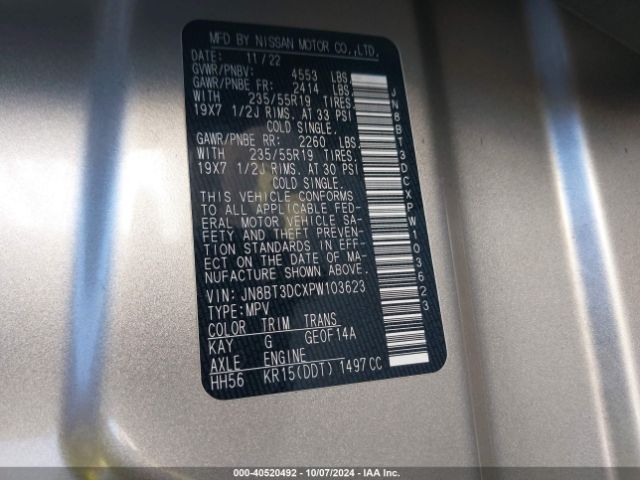 MFD BY NISSAN MOTOR CO.,LTD.
DATE: 11/22
GVWR/PNBV: 4553 LBS
GAWR/PNBE FR: 2414 LBS.
WITH 235/55R19 TIRES.
19X7 1/2J RIMS. AT 33 PSI
COLD SINGLE.
GAWR/PNBE RR: 2260 LBS.
WITH 235/55R19 TIRES.
19X7 1/2J RIMS. AT 30 PSI
COLD SINGLE.
THIS VEHICLE CONFORMS
TO ALL APPLICABLE FED-
ERAL MOTOR VEHICLE SA-
FETY AND THEFT PREVEN-
TION STANDARDS IN EFF-
ECT ON THE DATE OF MA-
NUFACTURE SHOWN ABOVE.
VIN: JN8BT3DCXPW103623
TYPE:MPV
COLOR TRIM TRANS
KAY G GE0F14A
AXLE ENGINE
HH56 KR15(DDT) 1497CC
JN8BT3DCXPW103623
000-40520492 - 10/07/2024 - IAA Inc.